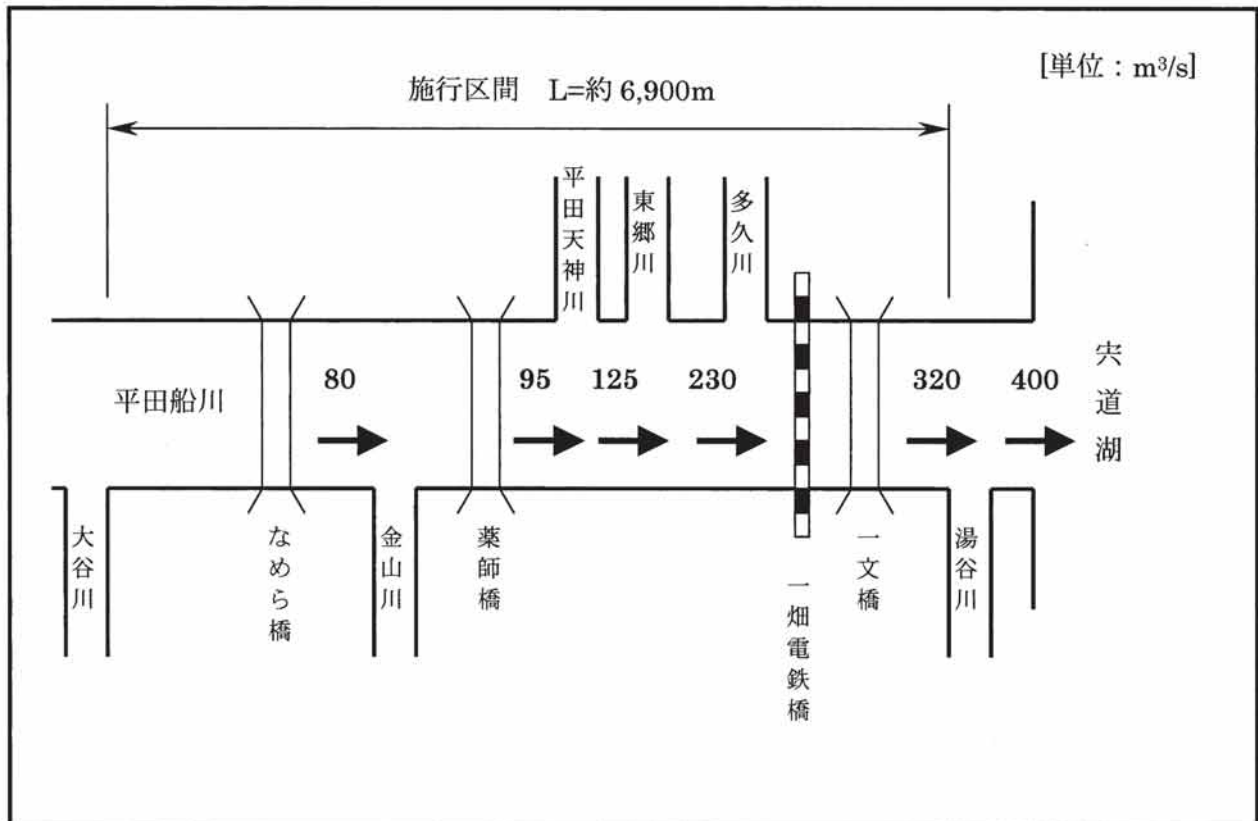 [単位：m³/s]
施行区間 L=約 6,900m
平田天神川
東郷川
多久川
80
95
125
230
320
400
宍道湖
平田船川
大谷川
なめら橋
金山川
薬師橋
一畑電鉄橋
一文橋
湯谷川